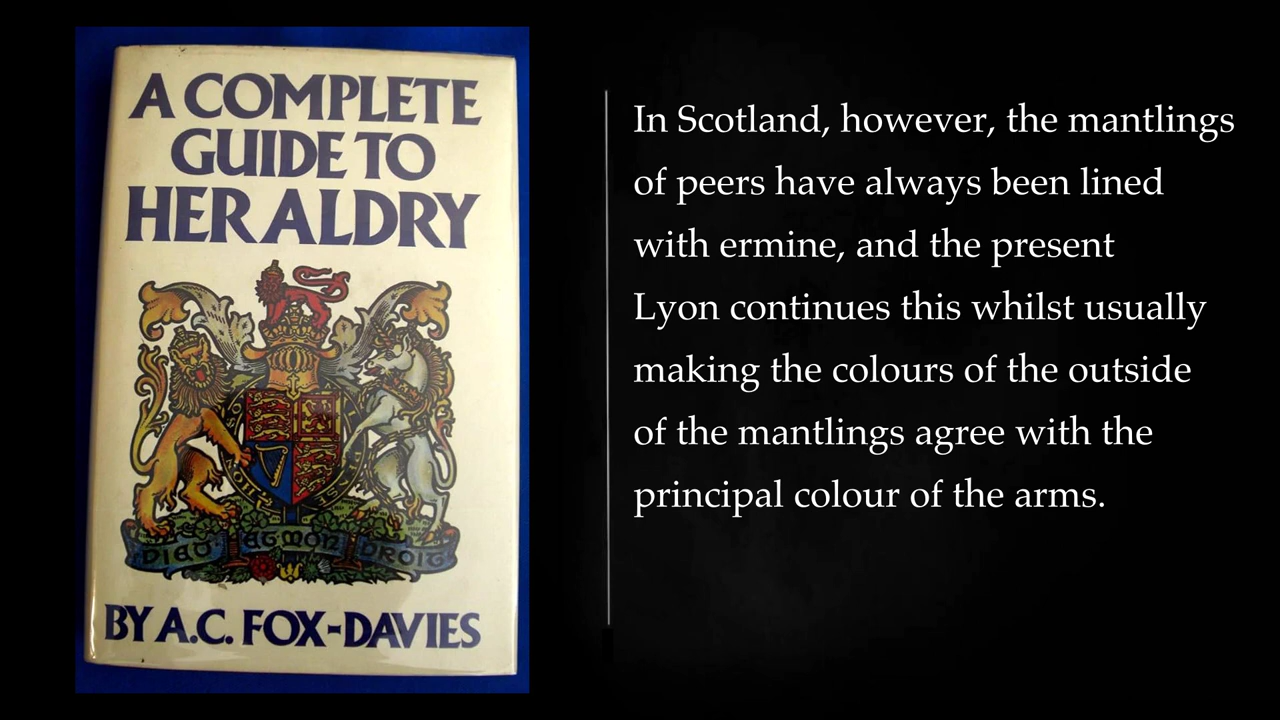 A COMPLETE
GUIDE TO
HERALDRY
DIEU ET MON DROIT
BY A.C. FOX-DAVIES
In Scotland, however, the mantlings
of peers have always been lined
with ermine, and the present
Lyon continues this whilst usually
making the colours of the outside
of the mantlings agree with the
principal colour of the arms.